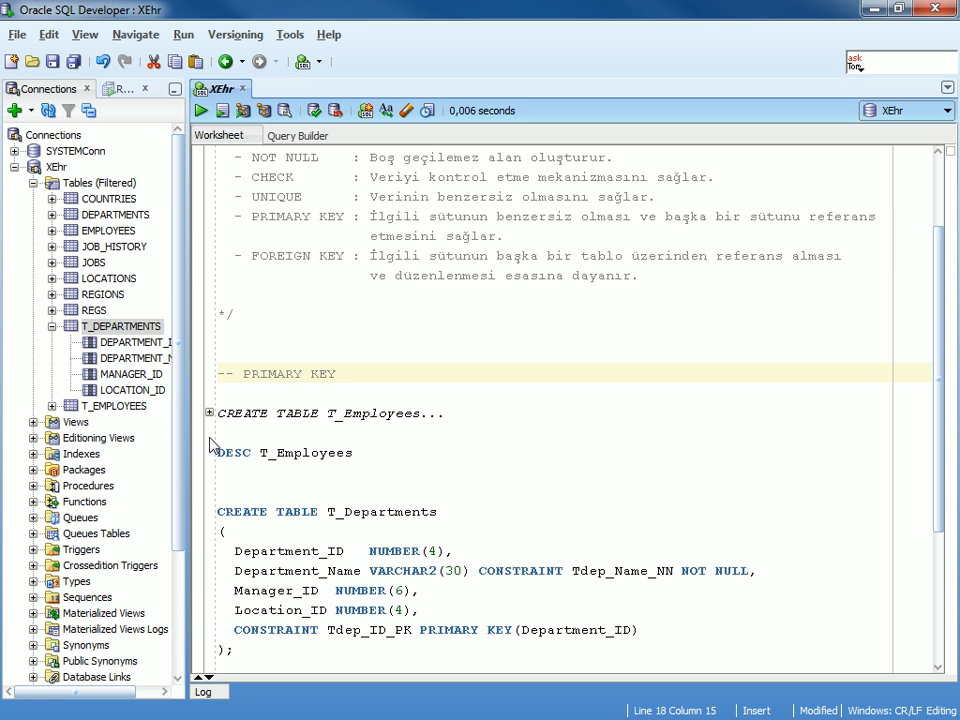 Oracle SQL Developer : XEhr
File Edit View Navigate Run Versioning Tools Help
ask
Tom
Connections R...
XEhr
0,006 seconds
XEhr
Worksheet Query Builder
Connections
SYSTEMConn
XEhr
Tables (Filtered)
COUNTRIES
DEPARTMENTS
EMPLOYEES
JOB_HISTORY
JOBS
LOCATIONS
REGIONS
REGS
T_DEPARTMENTS
DEPARTMENT_I
DEPARTMENT_N
MANAGER_ID
LOCATION_ID
T_EMPLOYEES
Views
Editioning Views
Indexes
Packages
Procedures
Functions
Queues
Queues Tables
Triggers
Crossedition Triggers
Types
Sequences
Materialized Views
Materialized Views Logs
Synonyms
Public Synonyms
Database Links
- NOT NULL : Boş geçilemez alan oluşturur.
- CHECK : Veriyi kontrol etme mekanizmasını sağlar.
- UNIQUE : Verinin benzersiz olmasını sağlar.
- PRIMARY KEY : İlgili sütunun benzersiz olması ve başka bir sütunu referans
etmesini sağlar.
- FOREIGN KEY : İlgili sütunun başka bir tablo üzerinden referans alması
ve düzenlenmesi esasına dayanır.
*/
-- PRIMARY KEY
CREATE TABLE T_Employees...
DESC T_Employees
CREATE TABLE T_Departments
(
Department_ID NUMBER(4),
Department_Name VARCHAR2(30) CONSTRAINT Tdep_Name_NN NOT NULL,
Manager_ID NUMBER(6),
Location_ID NUMBER(4),
CONSTRAINT Tdep_ID_PK PRIMARY KEY(Department_ID)
);
Log
Line 18 Column 15 Insert Modified Windows: CR/LF Editing